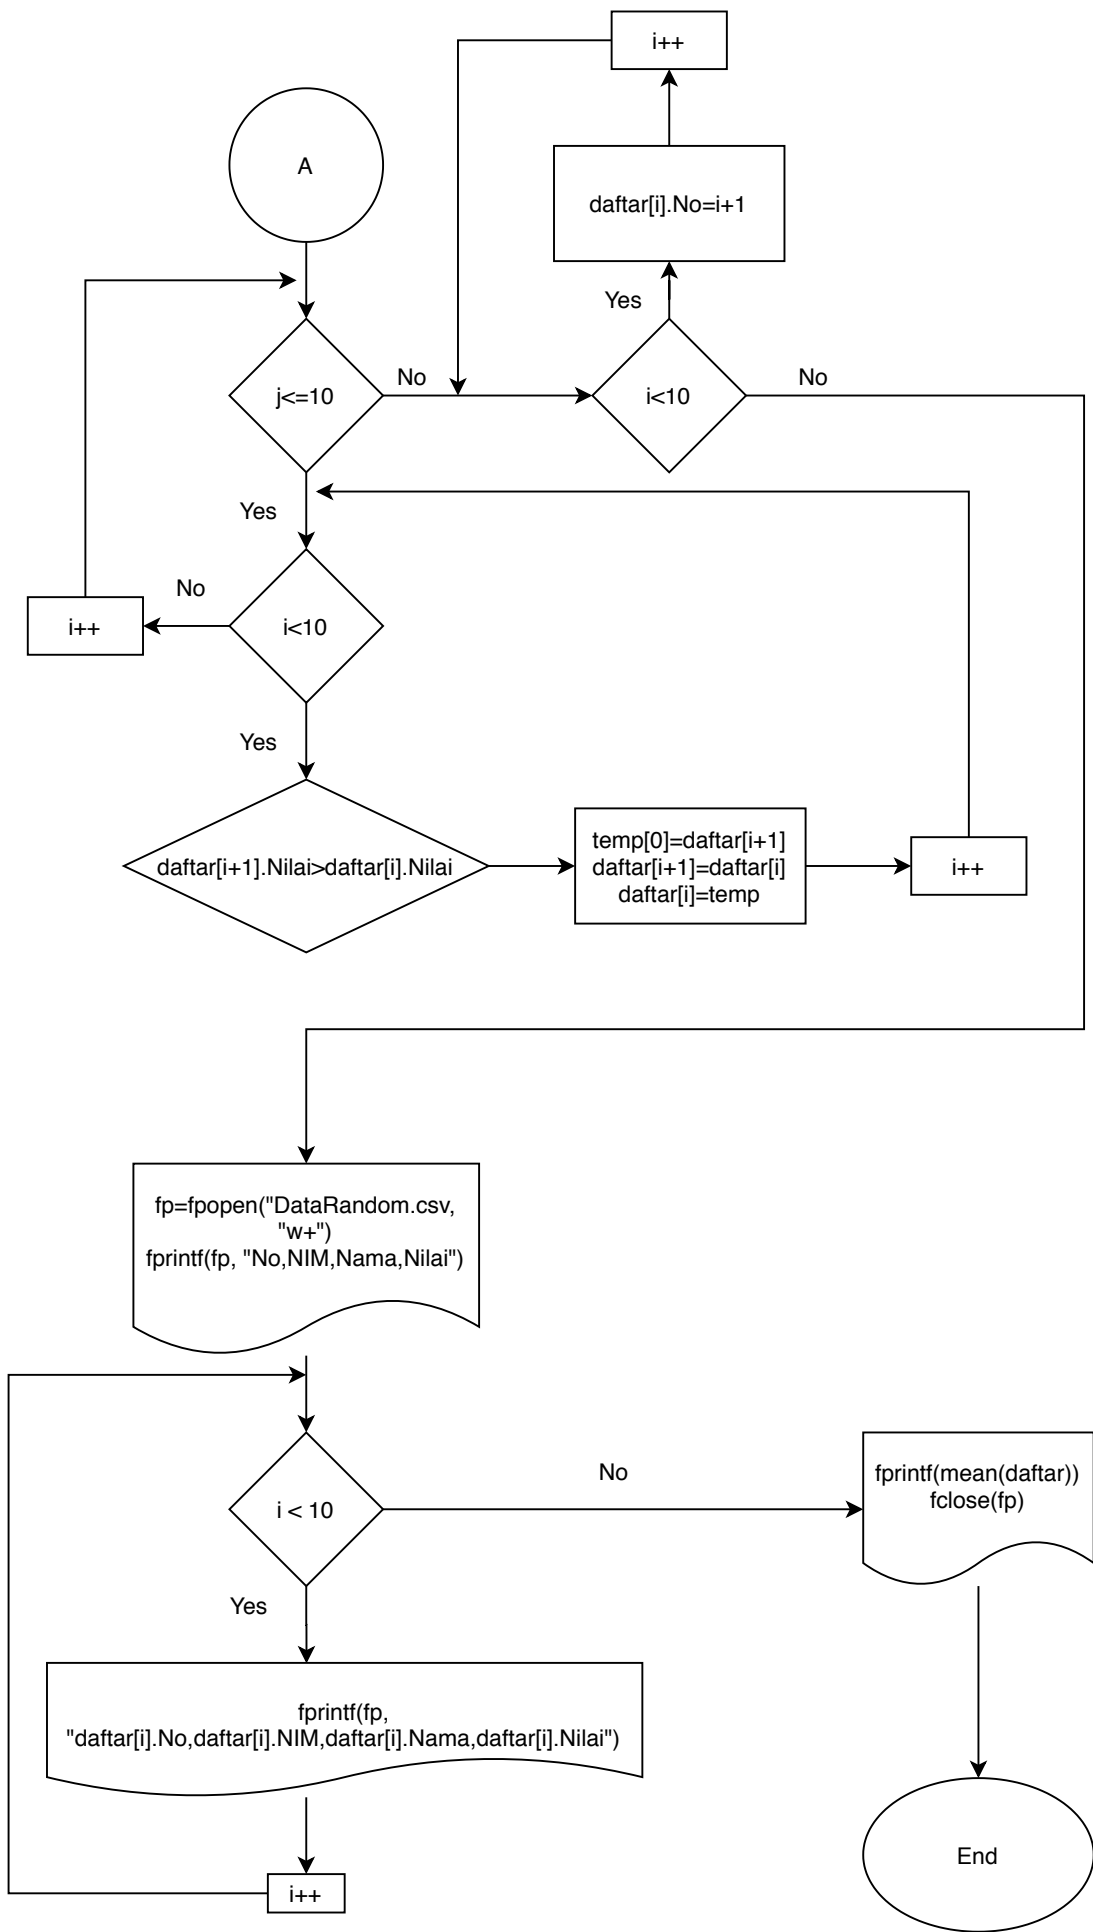 i++
A
daftar[i].No=i+1
Yes
j<=10
No
i<10
No
Yes
No
i++
i<10
Yes
daftar[i+1].Nilai>daftar[i].Nilai
temp[0]=daftar[i+1]
daftar[i+1]=daftar[i]
daftar[i]=temp
i++
fp=fpopen("DataRandom.csv,
"w+")
fprintf(fp, "No,NIM,Nama,Nilai")
i < 10
No
fprintf(mean(daftar))
fclose(fp)
Yes
fprintf(fp,
"daftar[i].No,daftar[i].NIM,daftar[i].Nama,daftar[i].Nilai")
End
i++